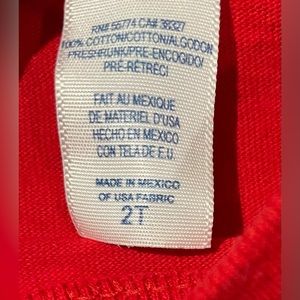 RN# 55774 CA# 36327
100% COTTON/COTTON/ALGODON
PRESHRUNK/PRE-ENCOGIDO/
PRÉ-RÉTRÉCI
FAIT AU MEXIQUE
DE MATERIEL D'USA
HECHO EN MEXICO
CON TELA DE E.U.
MADE IN MEXICO
OF USA FABRIC
2T